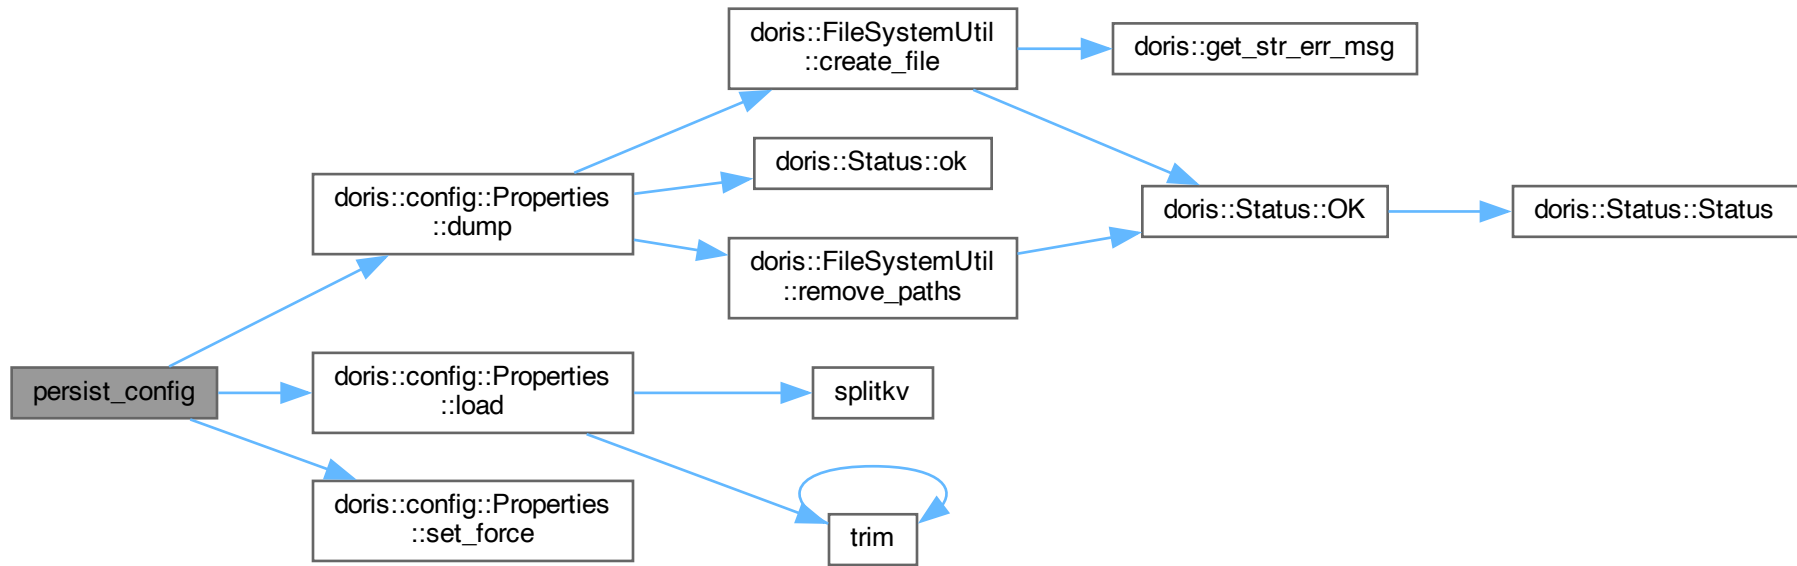 persist_config
doris::config::Properties
::dump
doris::FileSystemUtil
::create_file
doris::get_str_err_msg
doris::Status::ok
doris::FileSystemUtil
::remove_paths
doris::Status::OK
doris::Status::Status
doris::config::Properties
::load
splitkv
trim
doris::config::Properties
::set_force